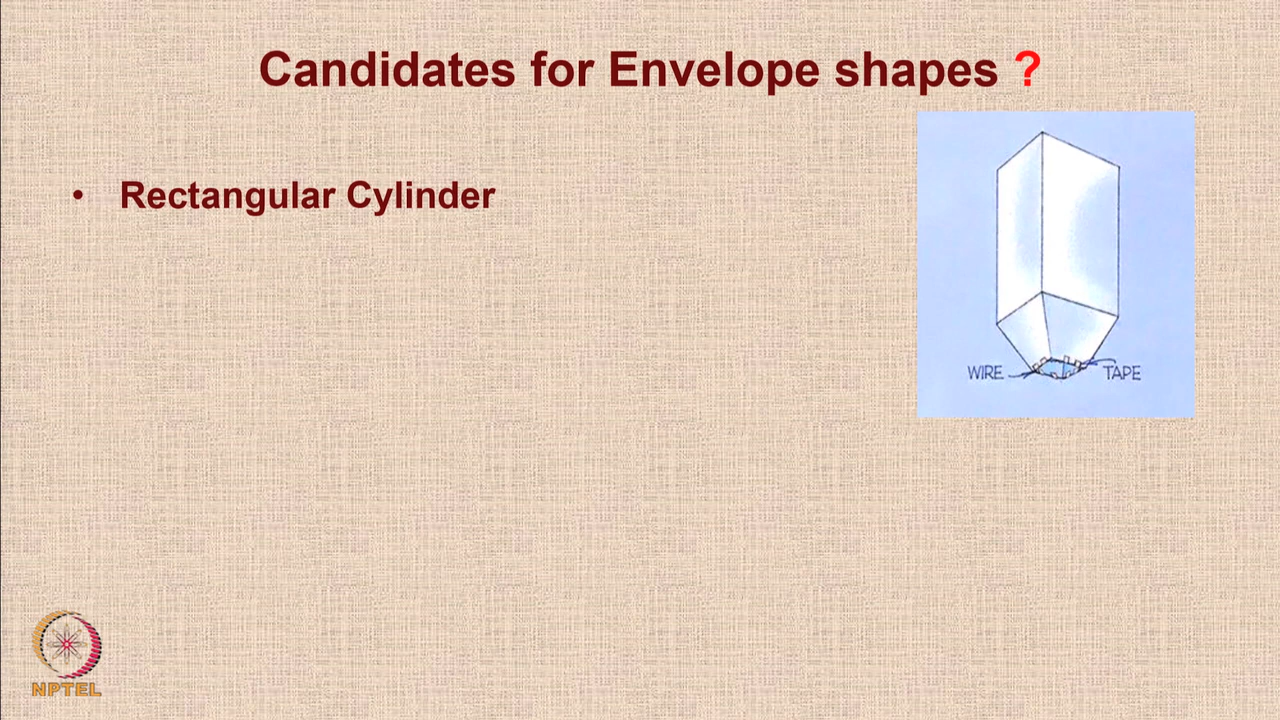 Candidates for Envelope shapes ?
• Rectangular Cylinder
WIRE
TAPE
NPTEL